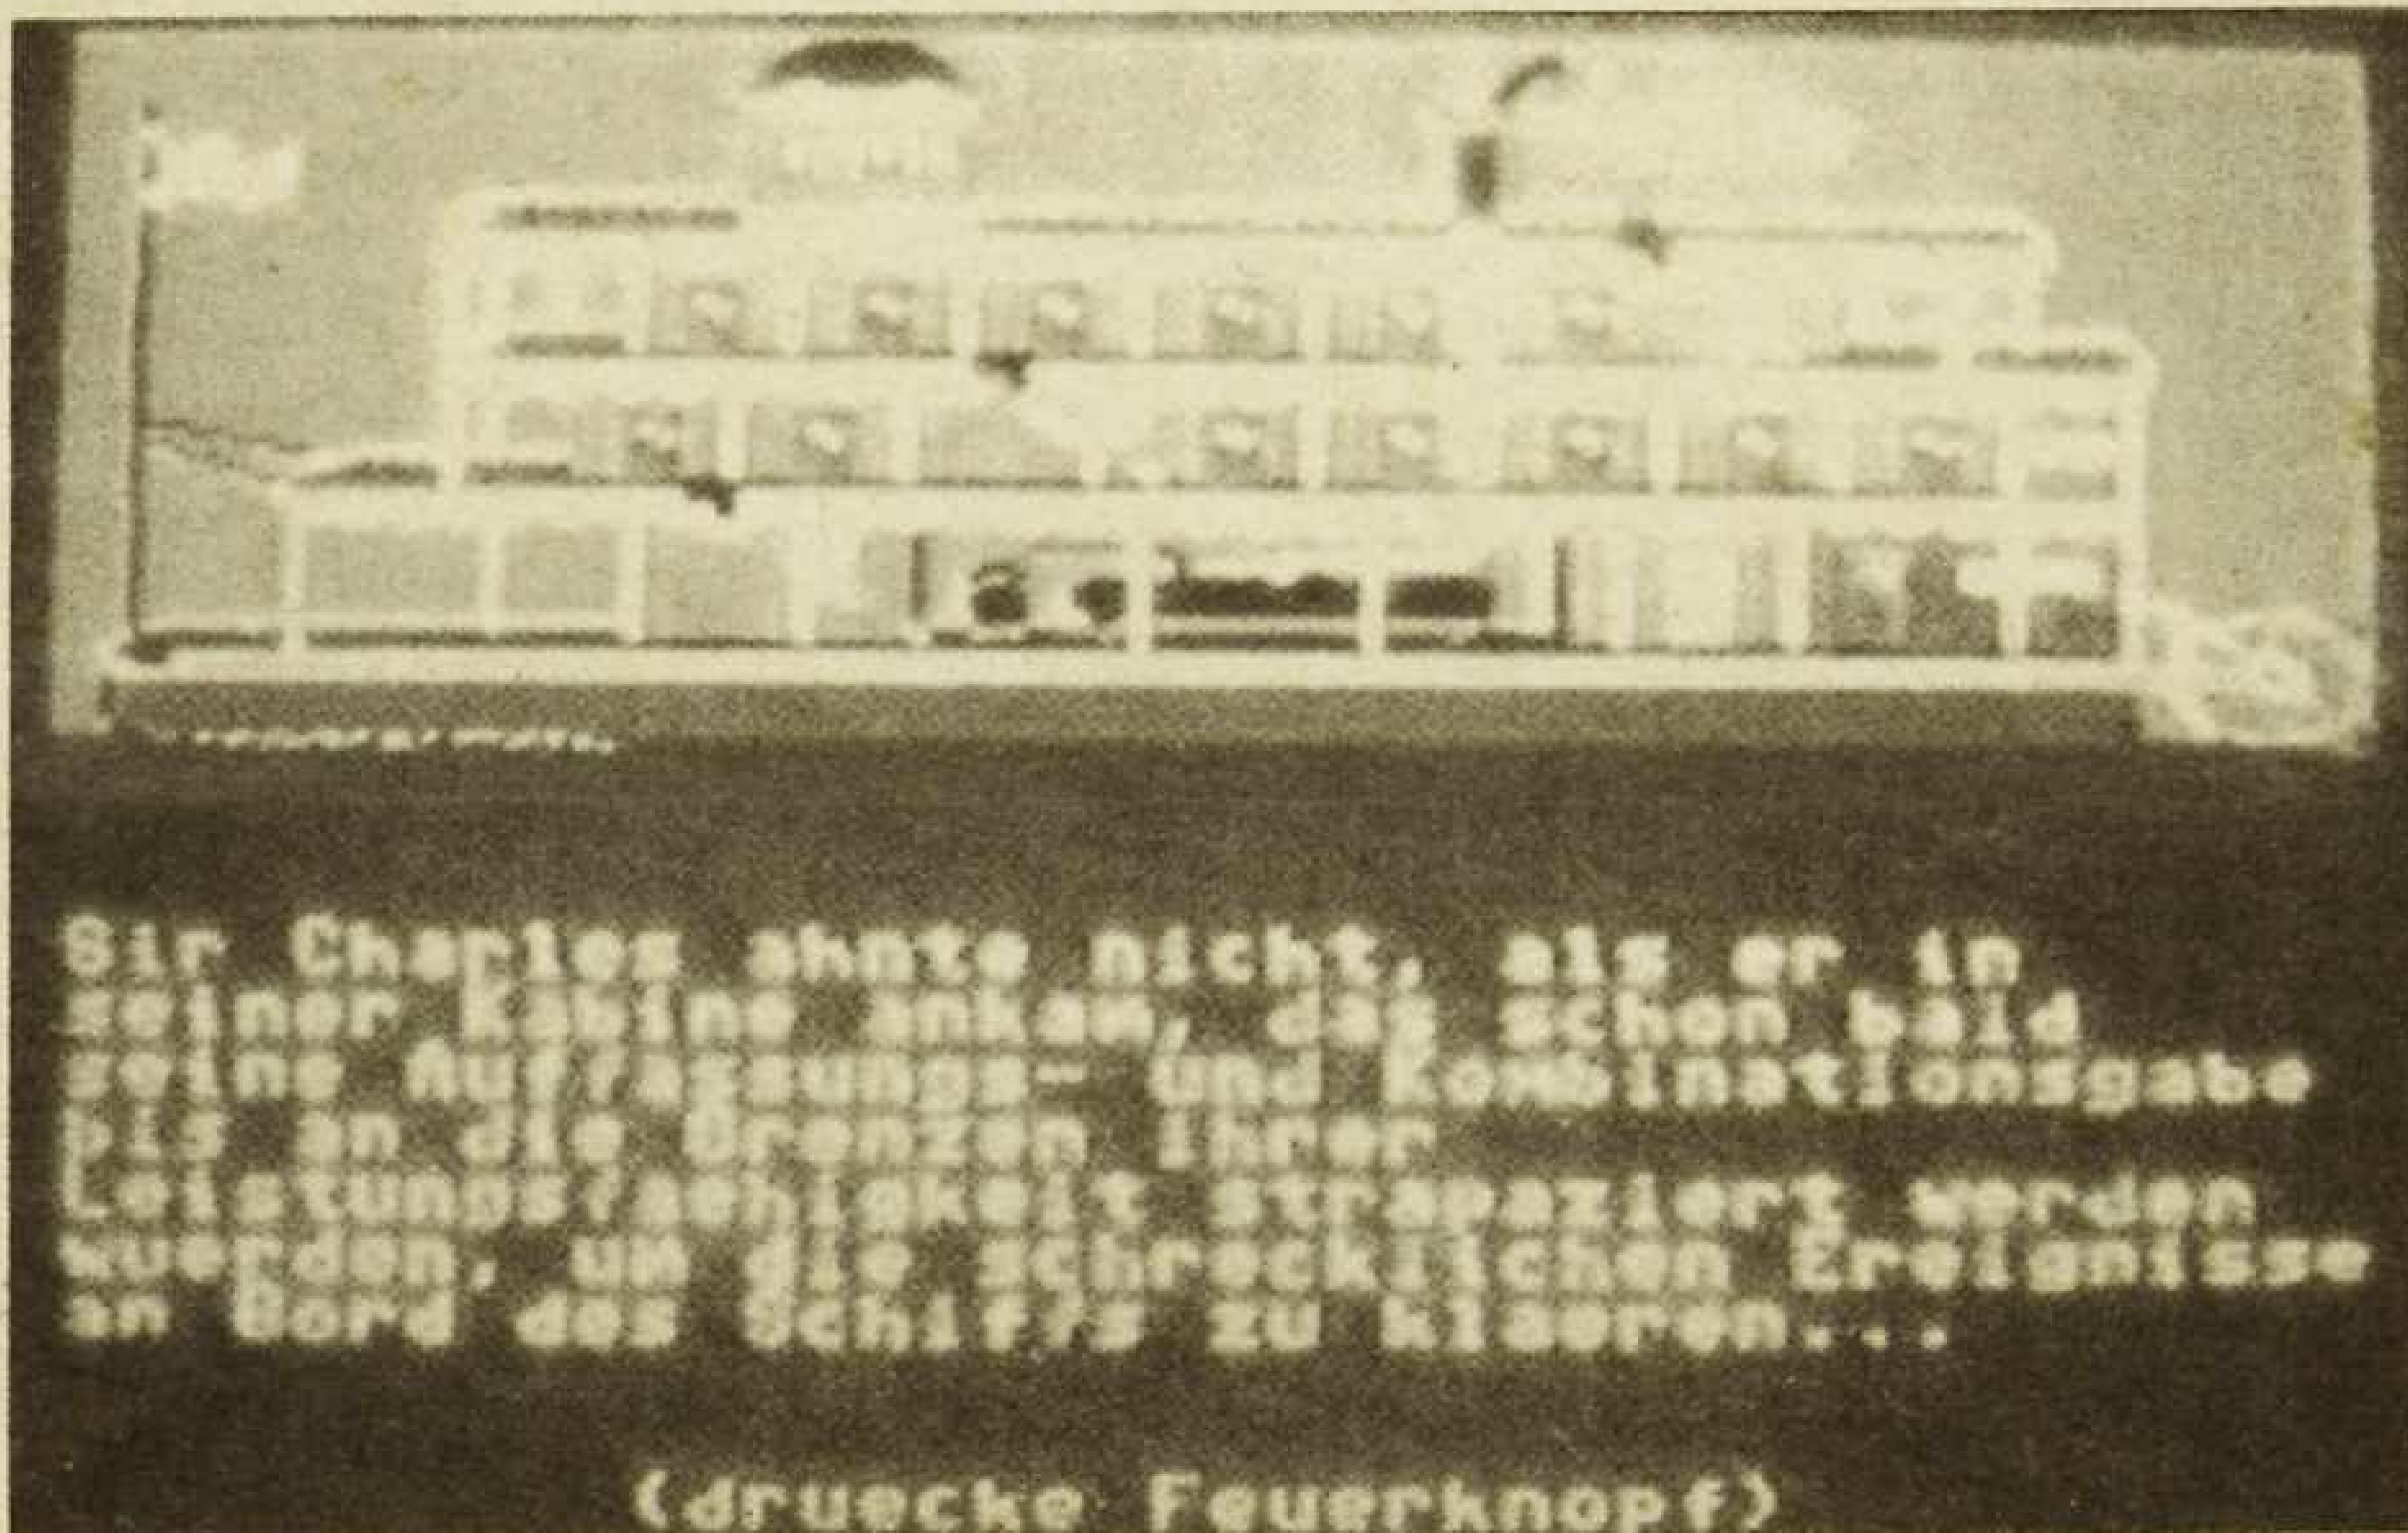 Sir Charles ahnte nicht, als er in
seiner Kabine ankam, das schon bald
seine Auffassungs- und Kombinationsgabe
bis an die Grenzen ihrer
Leistungsfaehigkeit strapaziert werden
wuerden, um die schrecklichen Ereignisse
an Bord des Schiffs zu klaeren...
(druecke Feuerknopf)